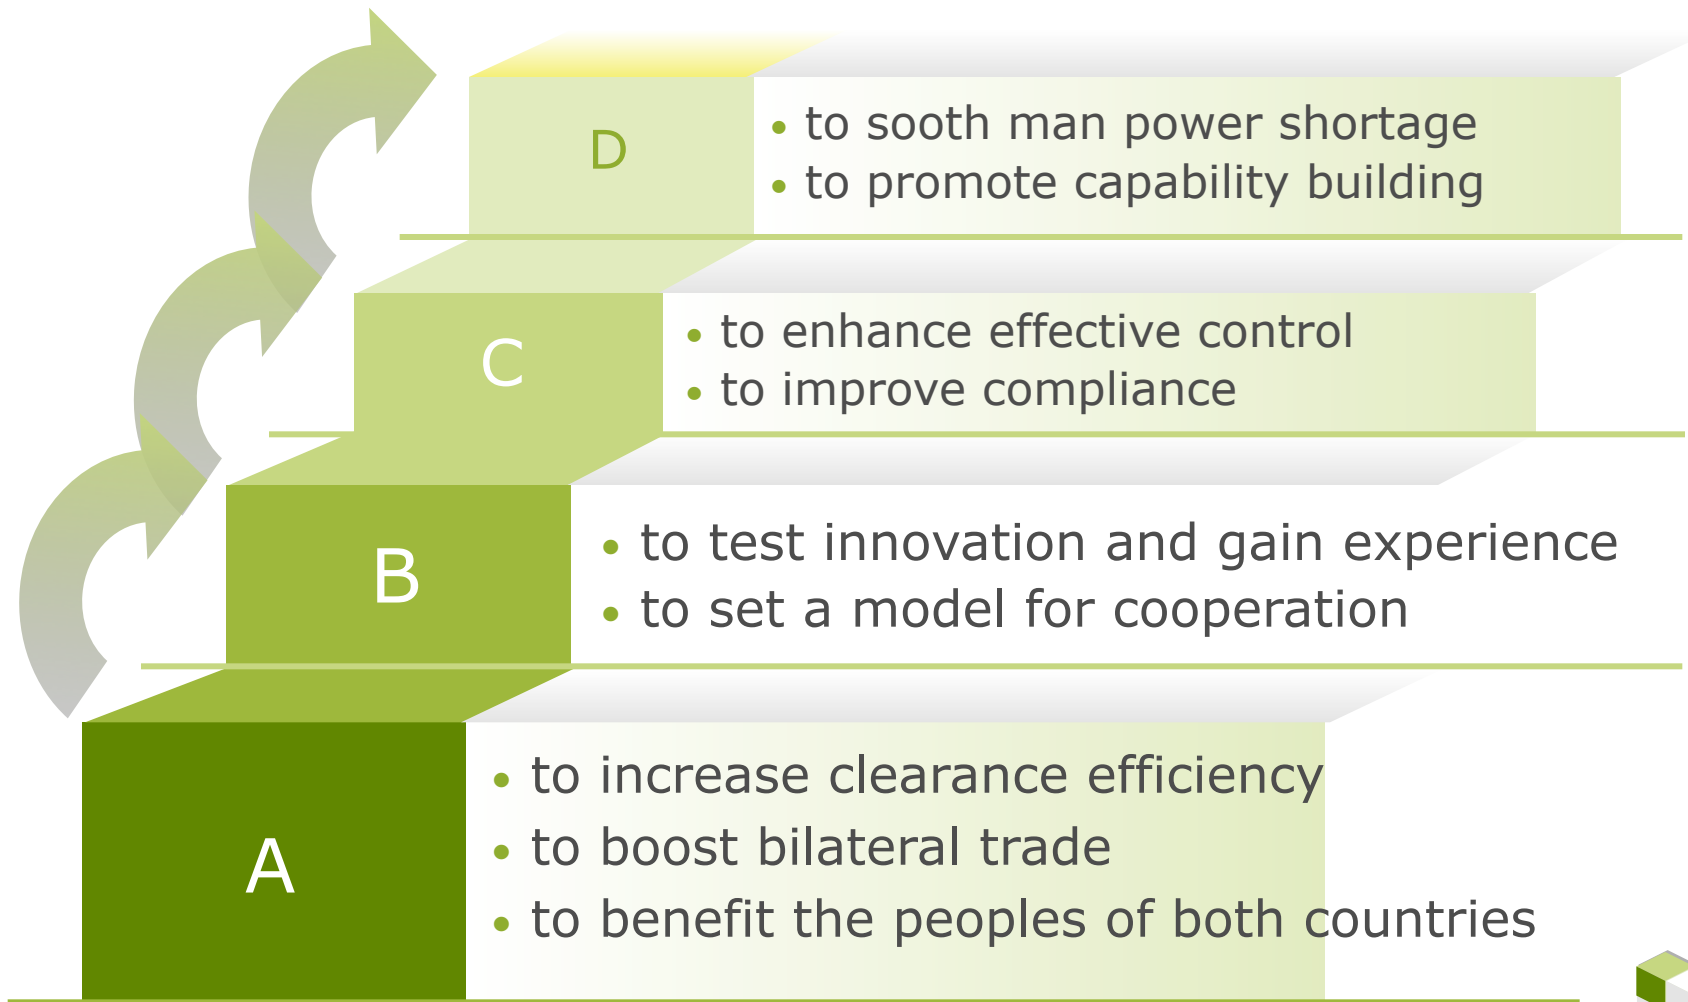 D
• to sooth man power shortage
• to promote capability building
C
• to enhance effective control
• to improve compliance
B
• to test innovation and gain experience
• to set a model for cooperation
A
• to increase clearance efficiency
• to boost bilateral trade
• to benefit the peoples of both countries